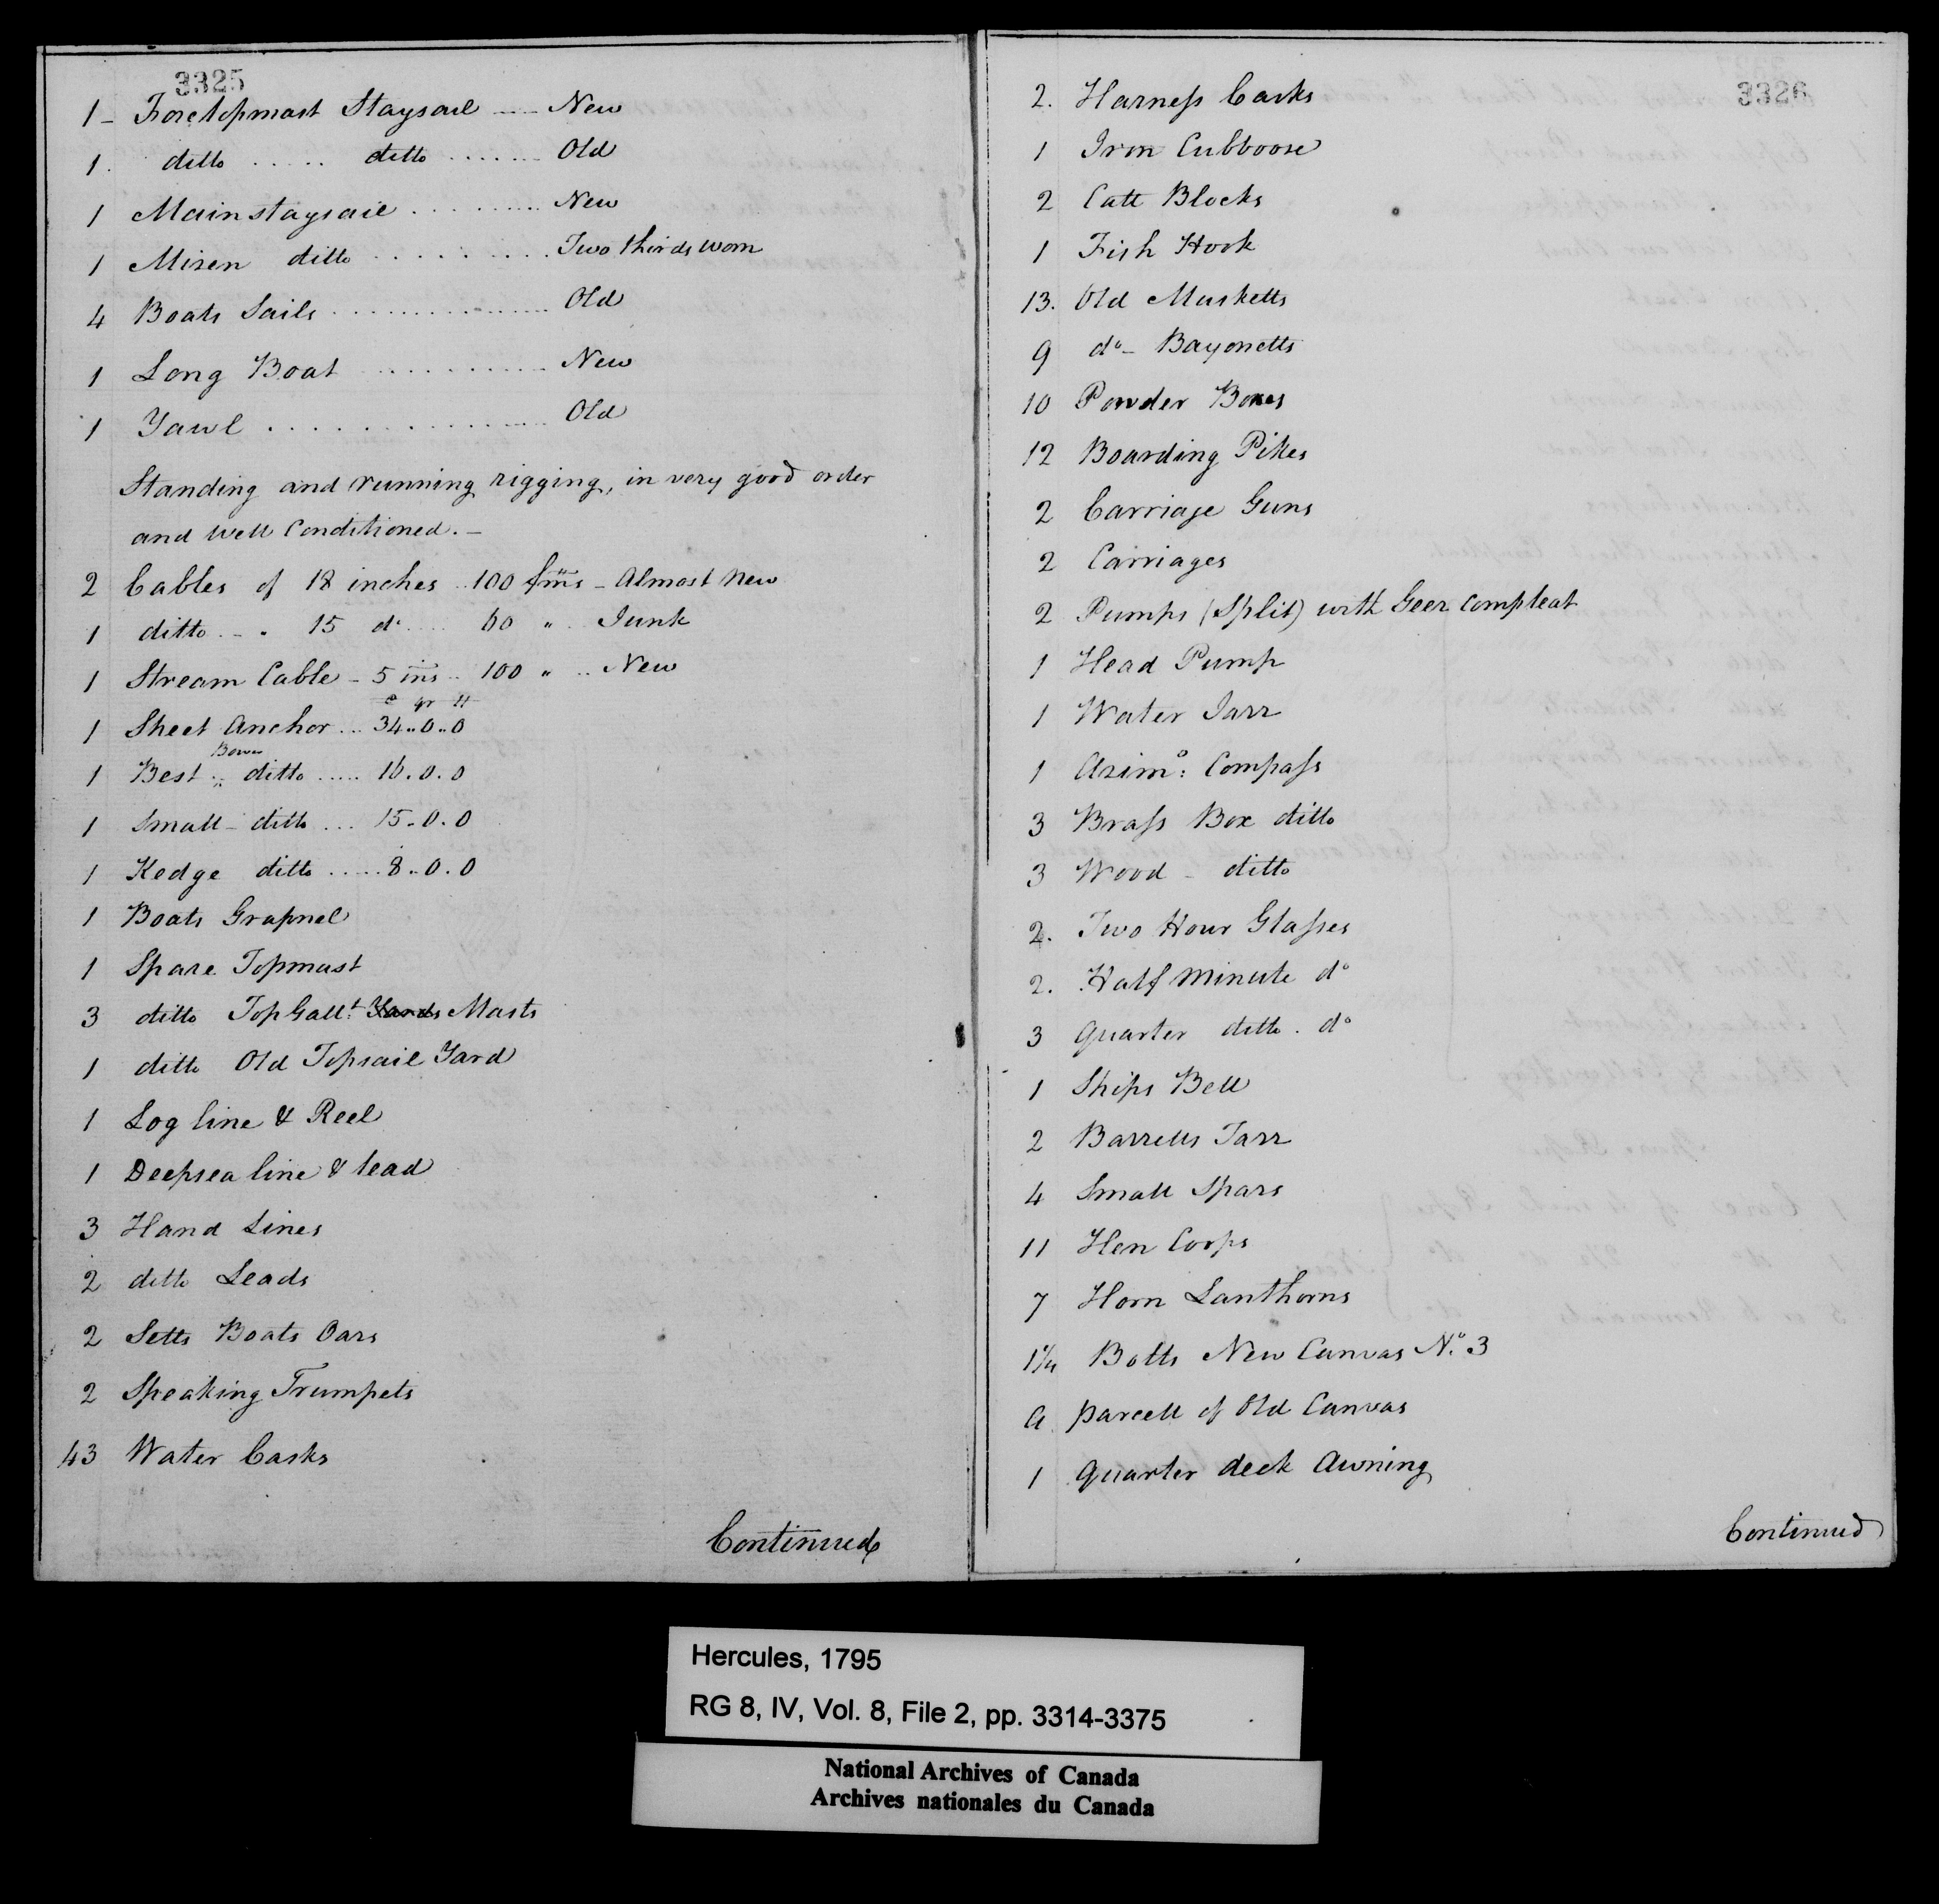 3325
1 - Foretopmast Staysail ..... New
1. ditto ..... ditto ....... Old
1 Mainstaysail ......... New
1 Mizen ditto .......... Two thirds worn
4 Boats Sails ............... Old
1 Long Boat ........... New
1 Yawl .............. Old
Standing and running rigging, in very good order
and well Conditioned. -
2 Cables of 18 inches .. 100 fms - Almost New
1 ditto . - . 15 do .... 60 " .. Junk
1 Stream Cable - 5 ins .. 100 " .. New
c qr lb
1 Sheet Anchor ... 34..0..0
1 Best Bower ditto ..... 16.0.0
1 Small - ditto ... 15.0.0
1 Kedge ditto ..... 8..0.0
1 Boats Grapnel
1 Spare Topmast
3 ditto TopGallt. Yards Masts
1 ditto Old Topsail Yard
1 Log line & Reel
1 Deepsea line & lead
3 Hand Lines
2 ditto Leads
2 Setts Boats Oars
2 Speaking Trumpets
43 Water Casks
Continued
3326
2. Harness Casks
1 Iron Cubboose
2 Catt Blocks
1 Fish Hook
13. Old Musketts
9 do - Bayonetts
10 Powder Boxes
12 Boarding Pikes
2 Carriage Guns
2 Carriages
2 Pumps (Split) with Geer Compleat
1 Head Pump
1 Water Jarr
1 Azimo: Compass
3 Brass Box ditto
3 Wood - ditto
2. Two Hour Glasses
2. Half Minute do
3 Quarter ditto . do
1 Ships Bell
2 Barrells Tarr
4 Small Spars
11 Hen Coops
7 Horn Lanthorns
1¼ Bolts New Canvas No. 3
A parcell of Old Canvas
1 Quarter deck Awning
Continued
Hercules, 1795
RG 8, IV, Vol. 8, File 2, pp. 3314-3375
National Archives of Canada
Archives nationales du Canada